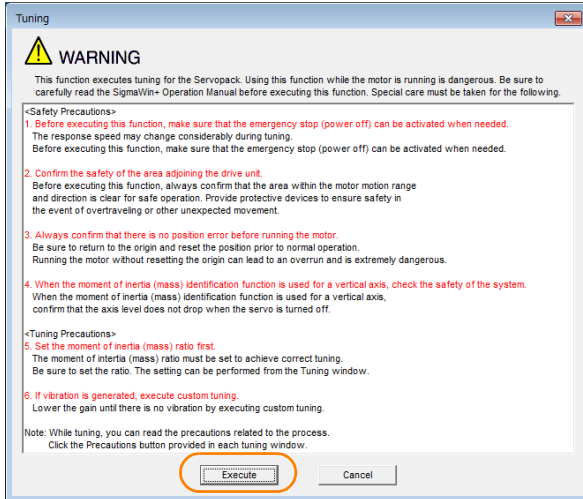 Tuning
WARNING
This function executes tuning for the Servopack. Using this function while the motor is running is dangerous. Be sure to
carefully read the SigmaWin+ Operation Manual before executing this function. Special care must be taken for the following.
<Safety Precautions>
1. Before executing this function, make sure that the emergency stop (power off) can be activated when needed.
The response speed may change considerably during tuning.
Before executing this function, make sure that the emergency stop (power off) can be activated when needed.
2. Confirm the safety of the area adjoining the drive unit.
Before executing this function, always confirm that the area within the motor motion range
and direction is clear for safe operation. Provide protective devices to ensure safety in
the event of overtraveling or other unexpected movement.
3. Always confirm that there is no position error before running the motor.
Be sure to return to the origin and reset the position prior to normal operation.
Running the motor without resetting the origin can lead to an overrun and is extremely dangerous.
4. When the moment of inertia (mass) identification function is used for a vertical axis, check the safety of the system.
When the moment of inertia (mass) identification function is used for a vertical axis,
confirm that the axis level does not drop when the servo is turned off.
<Tuning Precautions>
5. Set the moment of inertia (mass) ratio first.
The moment of intertia (mass) ratio must be set to achieve correct tuning.
Be sure to set the ratio. The setting can be performed from the Tuning window.
6. If vibration is generated, execute custom tuning.
Lower the gain until there is no vibration by executing custom tuning.
Note: While tuning, you can read the precautions related to the process.
Click the Precautions button provided in each tuning window.
Execute
Cancel